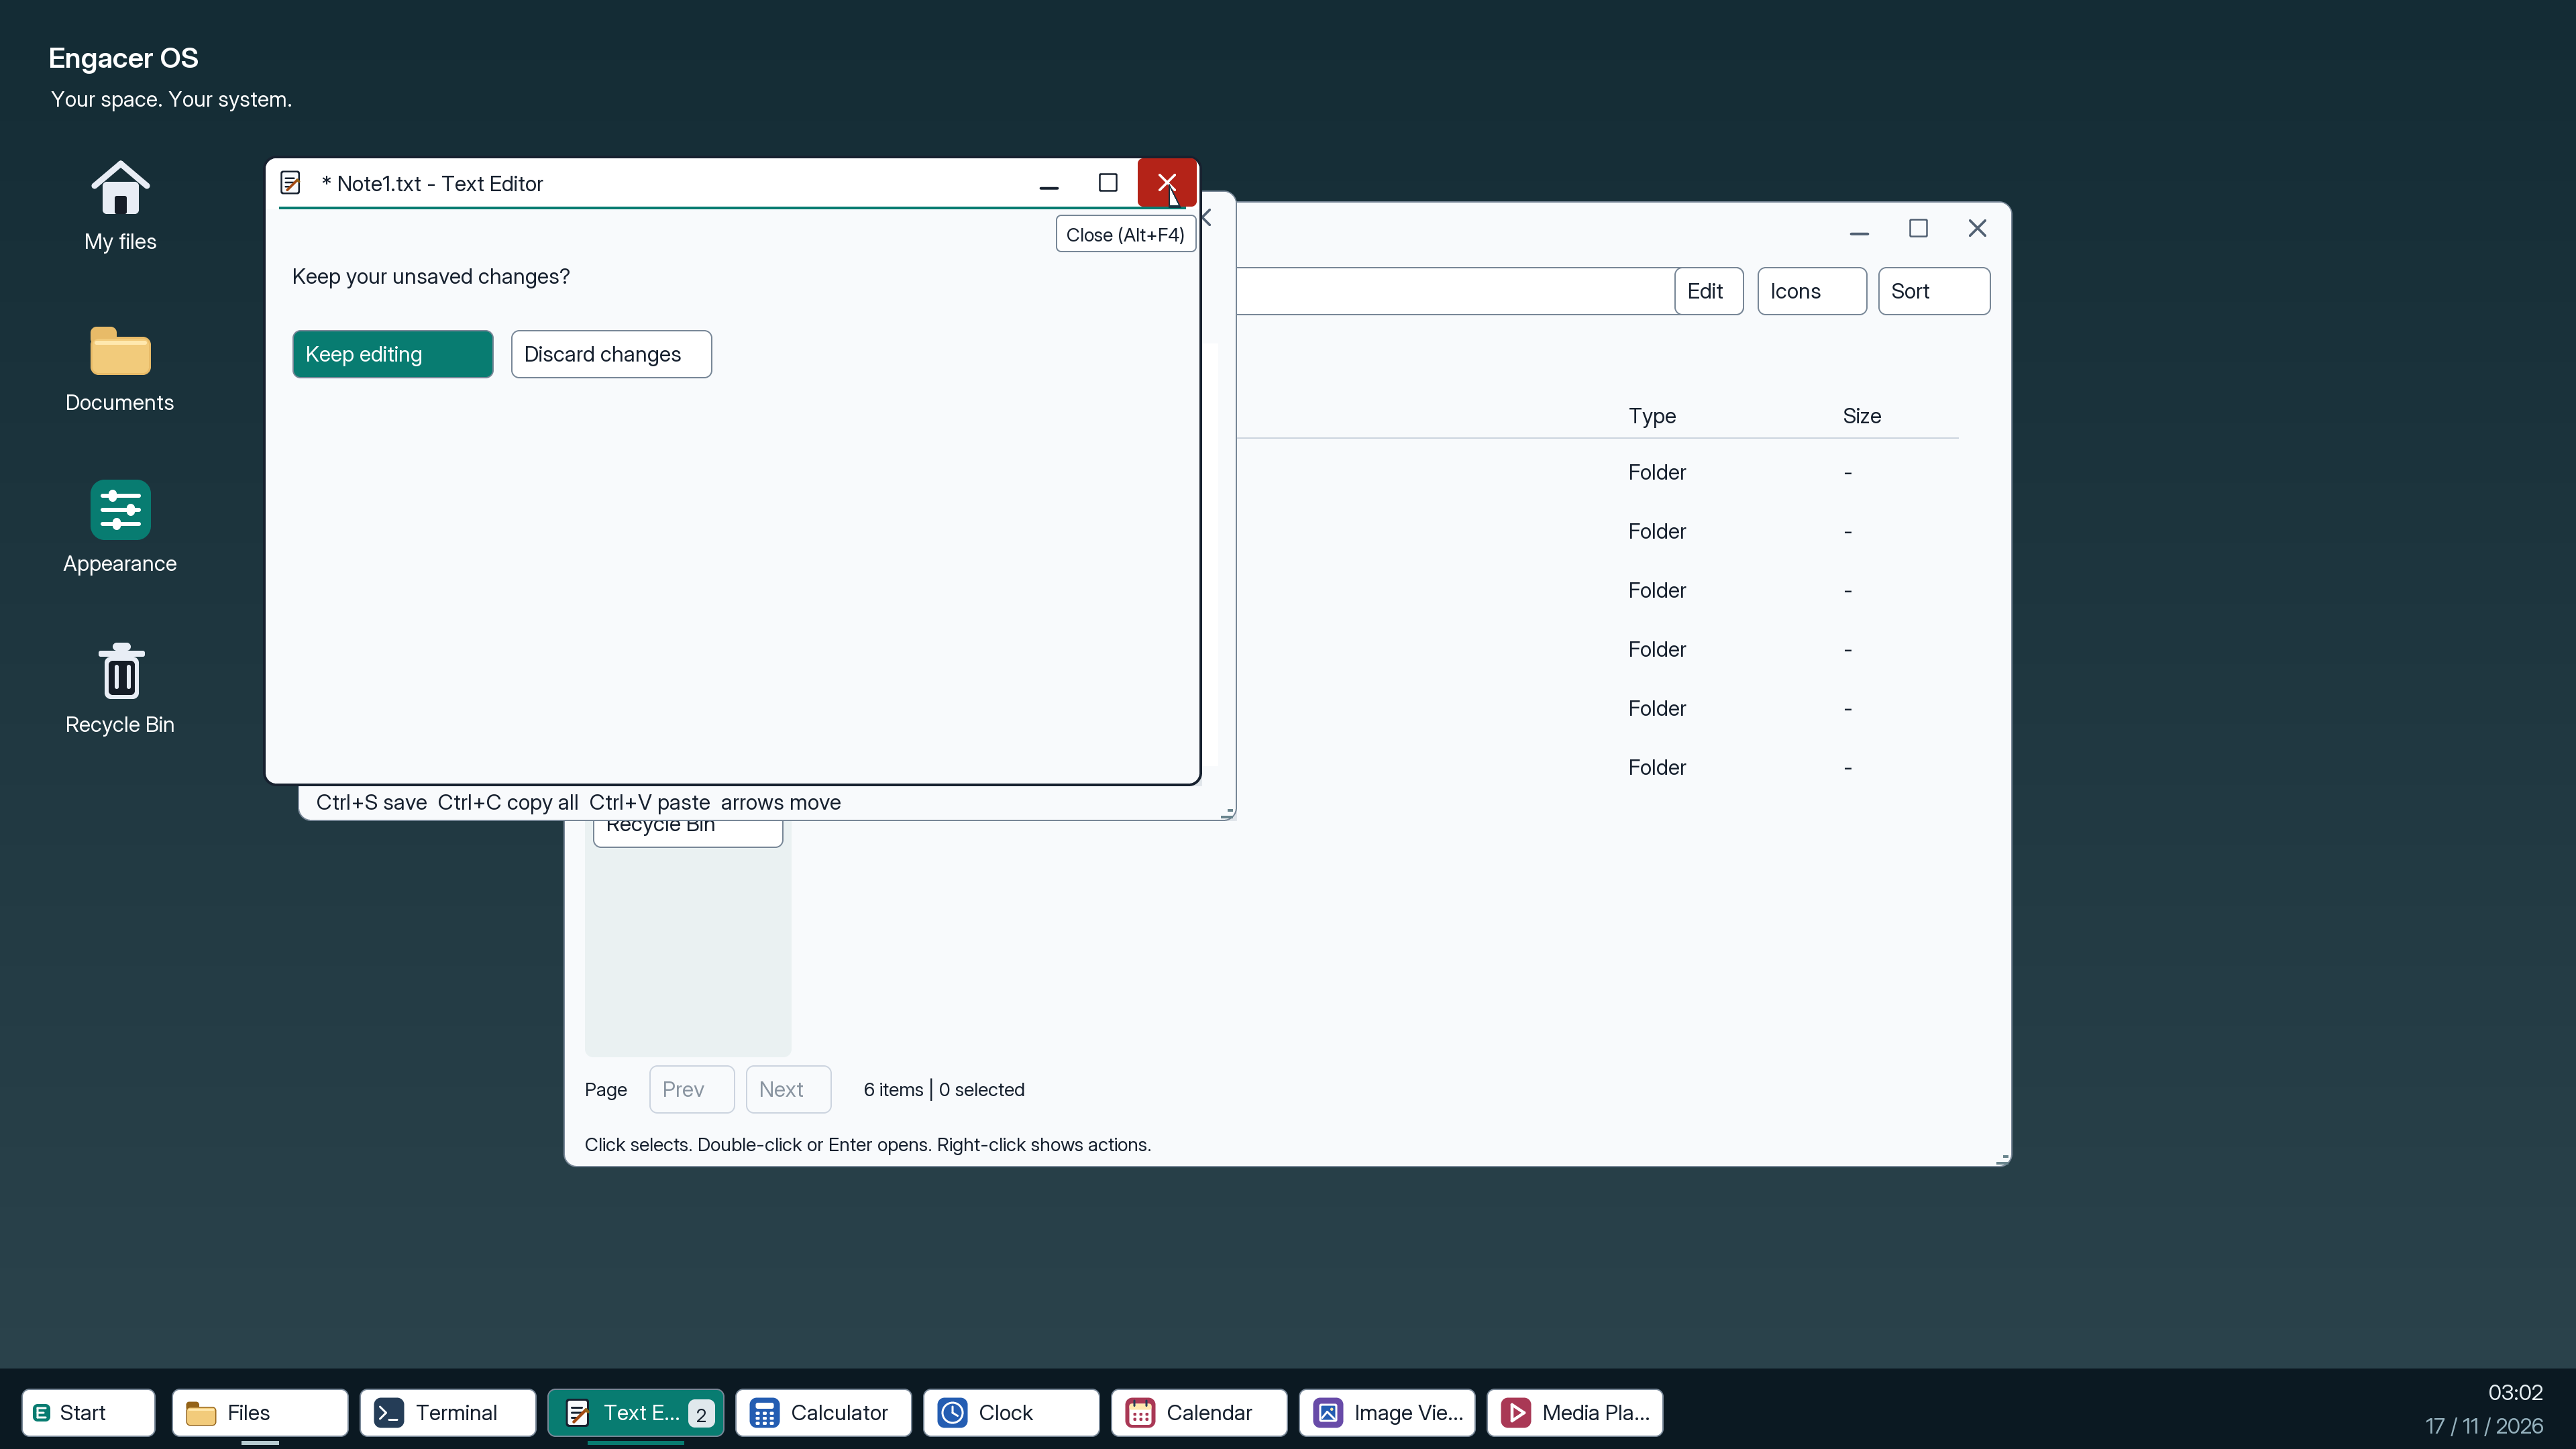 Engacer OS
Your space. Your system.
My files
Documents
Appearance
Recycle Bin
* Note1.txt - Text Editor
Close (Alt+F4)
Keep your unsaved changes?
Keep editing
Discard changes
Edit
Icons
Sort
Type
Size
Folder
-
Folder
-
Folder
-
Folder
-
Folder
-
Folder
-
Ctrl+S save Ctrl+C copy all Ctrl+V paste arrows move
Recycle Bin
Page
Prev
Next
6 items | 0 selected
Click selects. Double-click or Enter opens. Right-click shows actions.
E Start
Files
Terminal
Text E... 2
Calculator
Clock
Calendar
Image Vie...
Media Pla...
03:02
17 / 11 / 2026